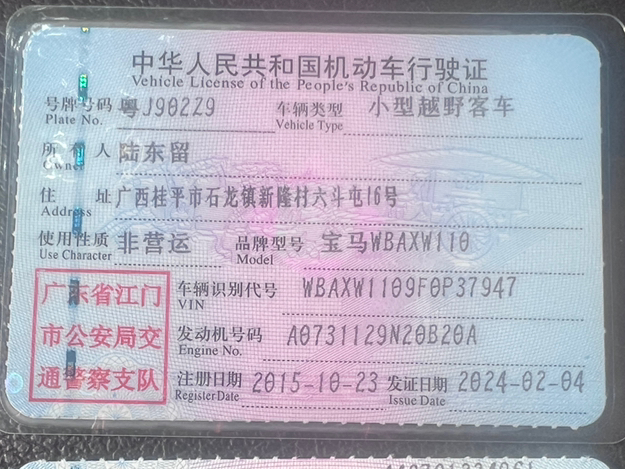 中华人民共和国机动车行驶证
Vehicle License of the People's Republic of China
号牌号码 粤J902Z9 车辆类型 小型越野客车
Plate No. Vehicle Type
所有人 陆东留
Owner
住 址 广西桂平市石龙镇新隆村六斗屯16号
Address
使用性质 非营运 品牌型号 宝马WBAXW110
Use Character Model
广东省江门 车辆识别代号 WBAXW1109F0P37947
VIN
市公安局交 发动机号码 A0731129N20B20A
Engine No.
通警察支队 注册日期 2015-10-23 发证日期 2024-02-04
Register Date Issue Date